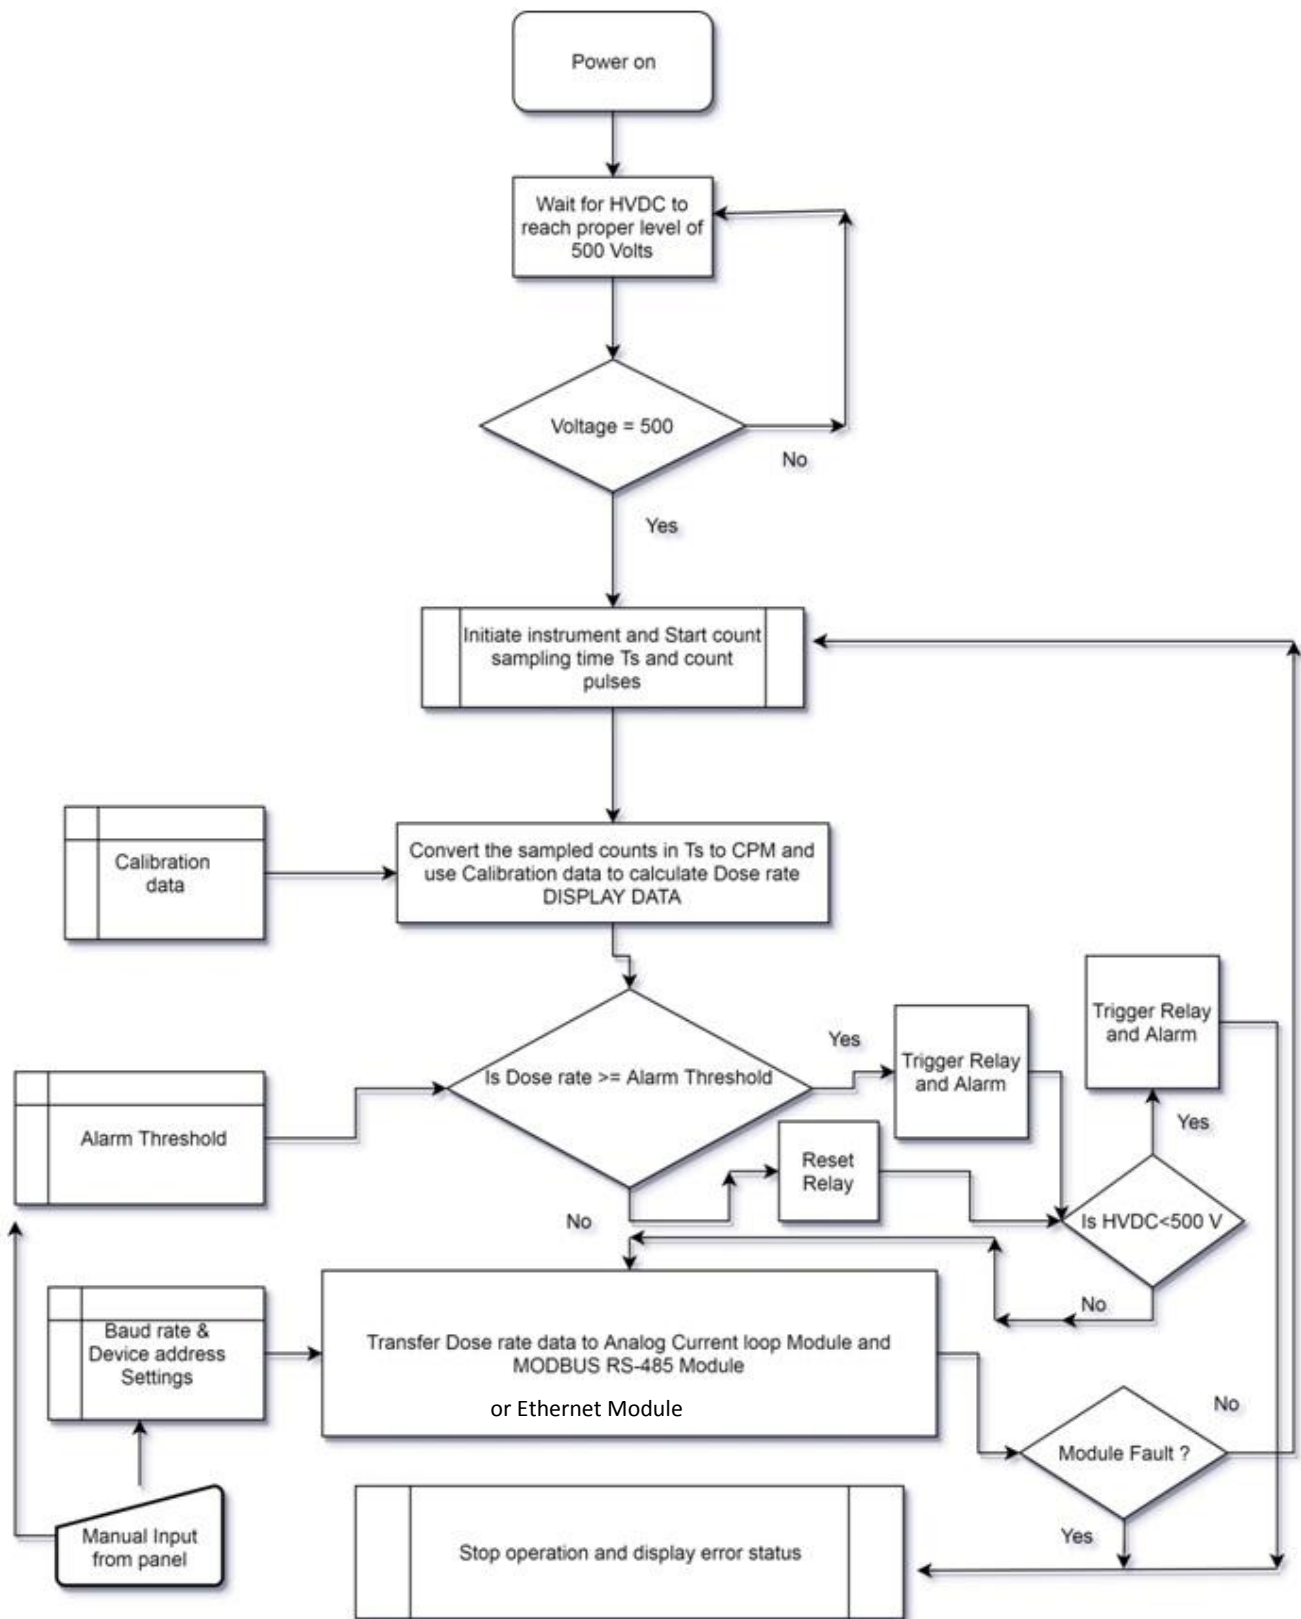 Power on
Wait for HVDC to
reach proper level of
500 Volts
Voltage = 500
No
Yes
Initiate instrument and Start count
sampling time Ts and count
pulses
Calibration
data
Convert the sampled counts in Ts to CPM and
use Calibration data to calculate Dose rate
DISPLAY DATA
Trigger Relay
and Alarm
Yes
Is Dose rate >= Alarm Threshold
Trigger Relay
and Alarm
Yes
Alarm Threshold
Reset
Relay
No
Is HVDC<500 V
No
Baud rate &
Device address
Settings
Transfer Dose rate data to Analog Current loop Module and
MODBUS RS-485 Module
or Ethernet Module
No
Module Fault ?
Yes
Manual Input
from panel
Stop operation and display error status